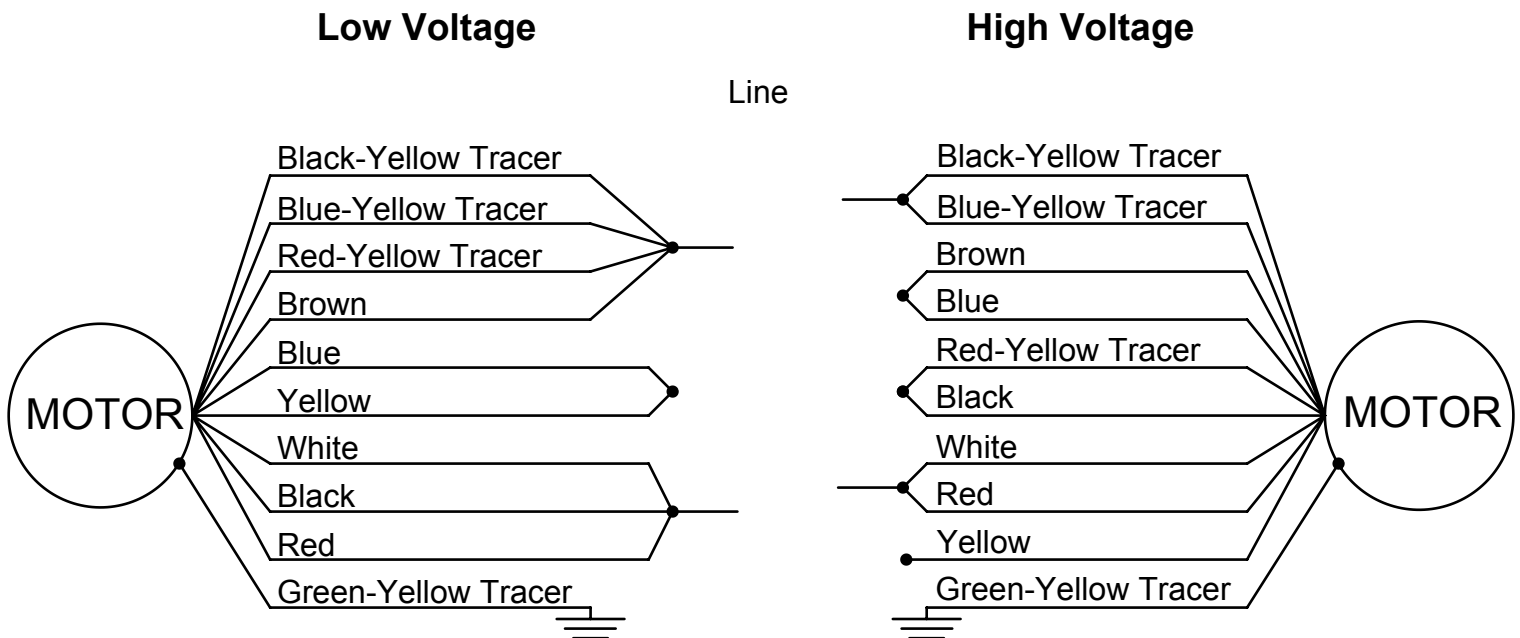 Low Voltage
High Voltage
Line
Black-Yellow Tracer
Blue-Yellow Tracer
Red-Yellow Tracer
Brown
Blue
Yellow
White
Black
Red
Green-Yellow Tracer
MOTOR
Black-Yellow Tracer
Blue-Yellow Tracer
Brown
Blue
Red-Yellow Tracer
Black
White
Red
Yellow
Green-Yellow Tracer
MOTOR